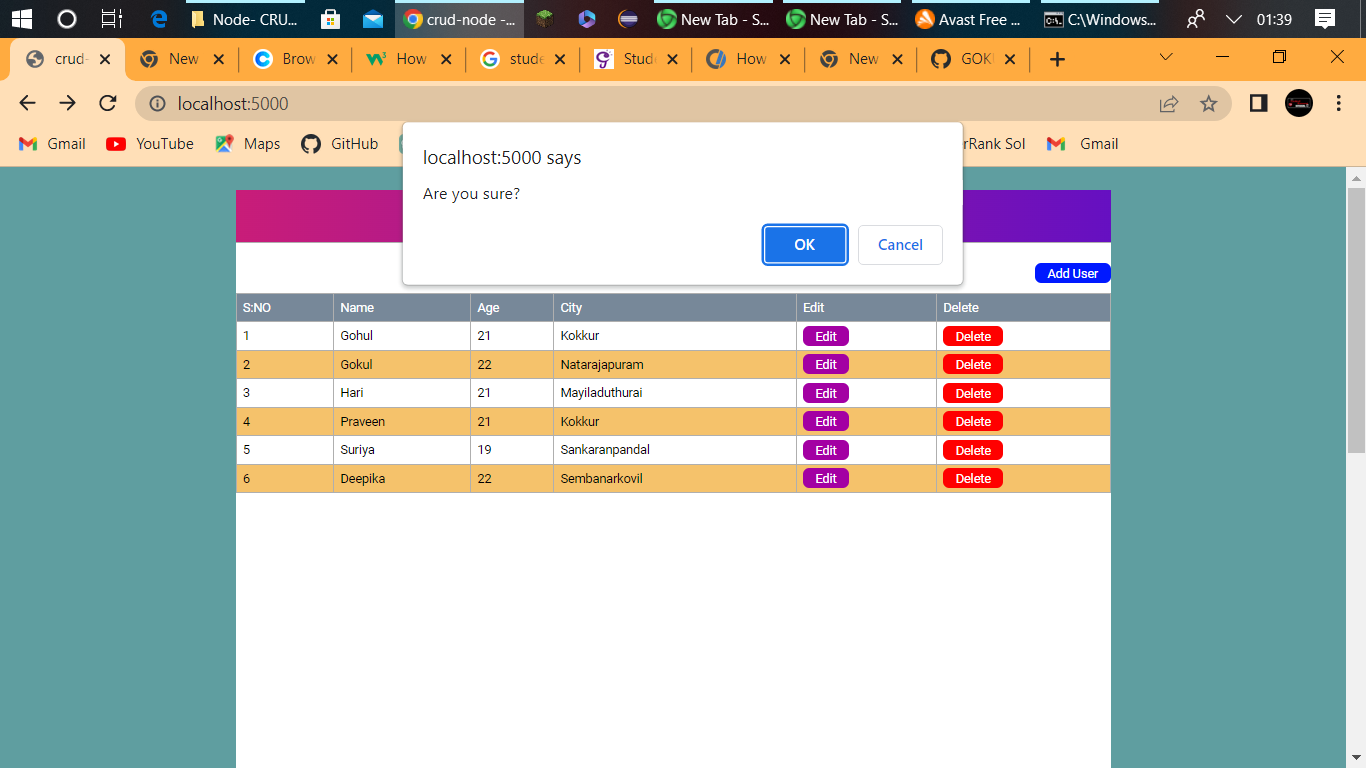 Node- CRU... crud-node -... New Tab - S... New Tab - S... Avast Free ... C:\Windows... 01:39
crud- New Brow How stude Stud How New GOK
localhost:5000
Gmail YouTube Maps GitHub rRank Sol Gmail
localhost:5000 says
Are you sure?
OK Cancel
Add User
S:NO Name Age City Edit Delete
1 Gohul 21 Kokkur Edit Delete
2 Gokul 22 Natarajapuram Edit Delete
3 Hari 21 Mayiladuthurai Edit Delete
4 Praveen 21 Kokkur Edit Delete
5 Suriya 19 Sankaranpandal Edit Delete
6 Deepika 22 Sembanarkovil Edit Delete